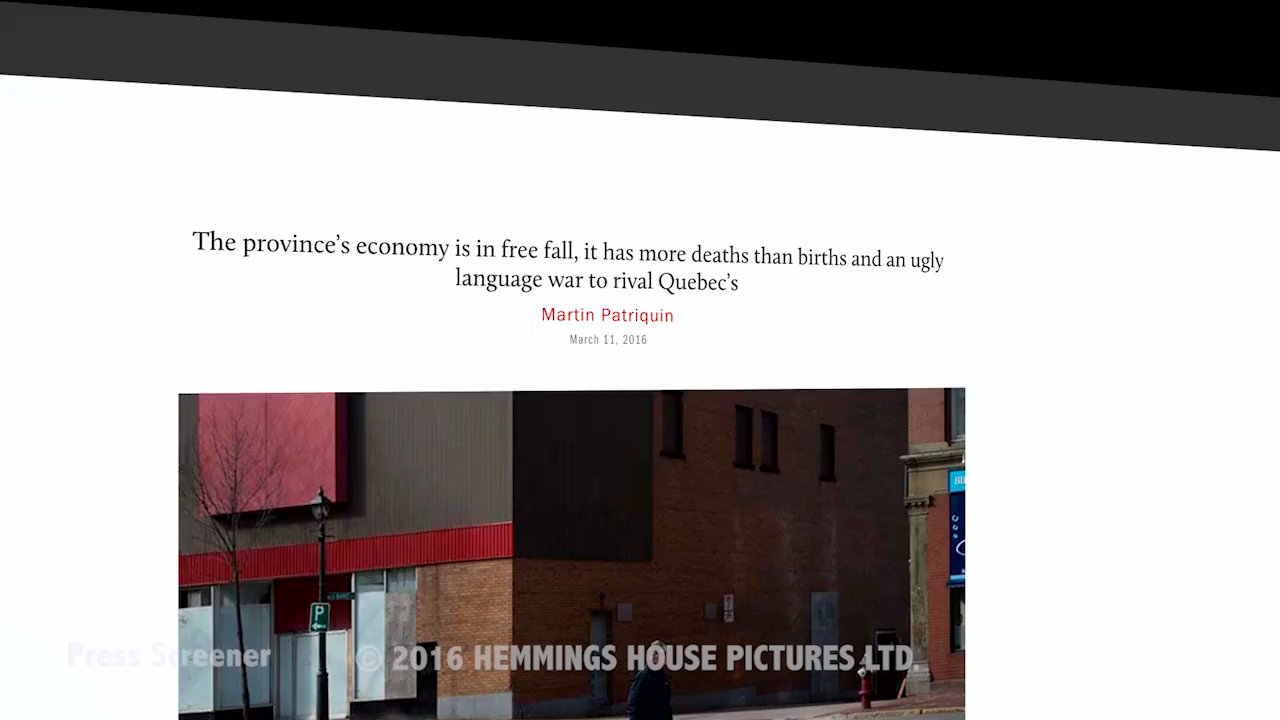 The province’s economy is in free fall, it has more deaths than births and an ugly
language war to rival Quebec’s
Martin Patriquin
March 11, 2016
P
Press Screener
© 2016 HEMMINGS HOUSE PICTURES LTD.